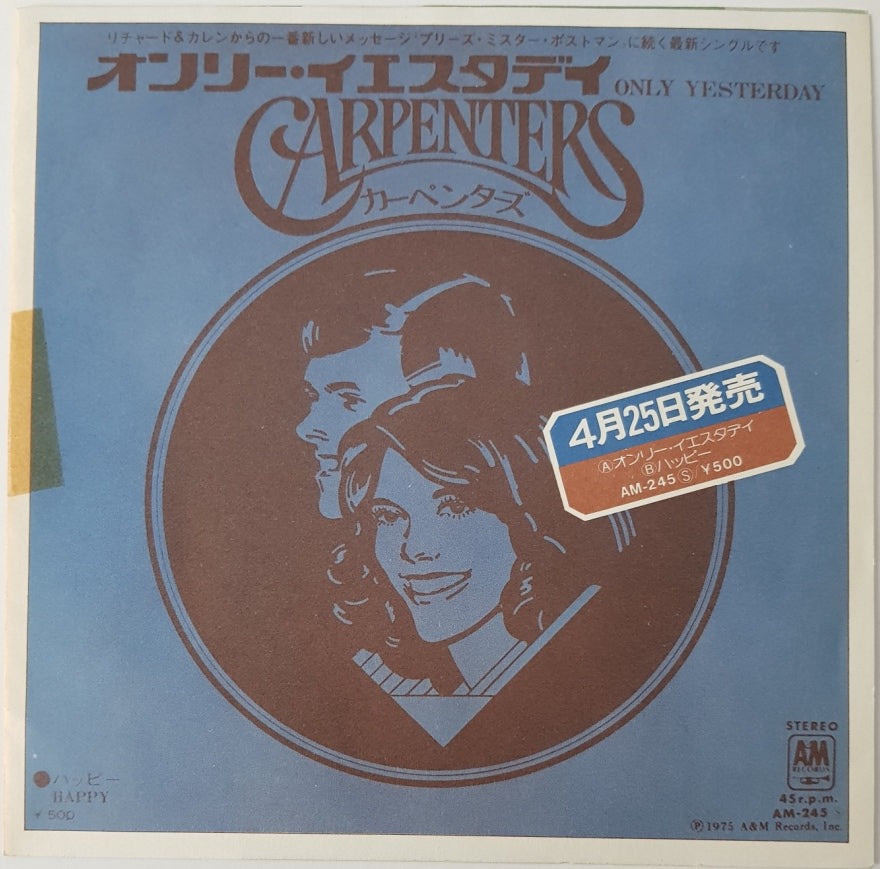 リチャード&カレンからの一番新しいメッセージ"プリーズ・ミスター・ポストマン"に続く最新シングルです
オンリー・イエスタデイ ONLY YESTERDAY
CARPENTERS
カーペンターズ
4月25日発売
Ⓐオンリー・イエスタデイ
Ⓑハッピー
AM-245Ⓢ/¥500
●ハッピー
HAPPY
¥500
STEREO
AM
RECORDS
45r.p.m.
AM-245
Ⓟ1975 A&M Records, Inc.